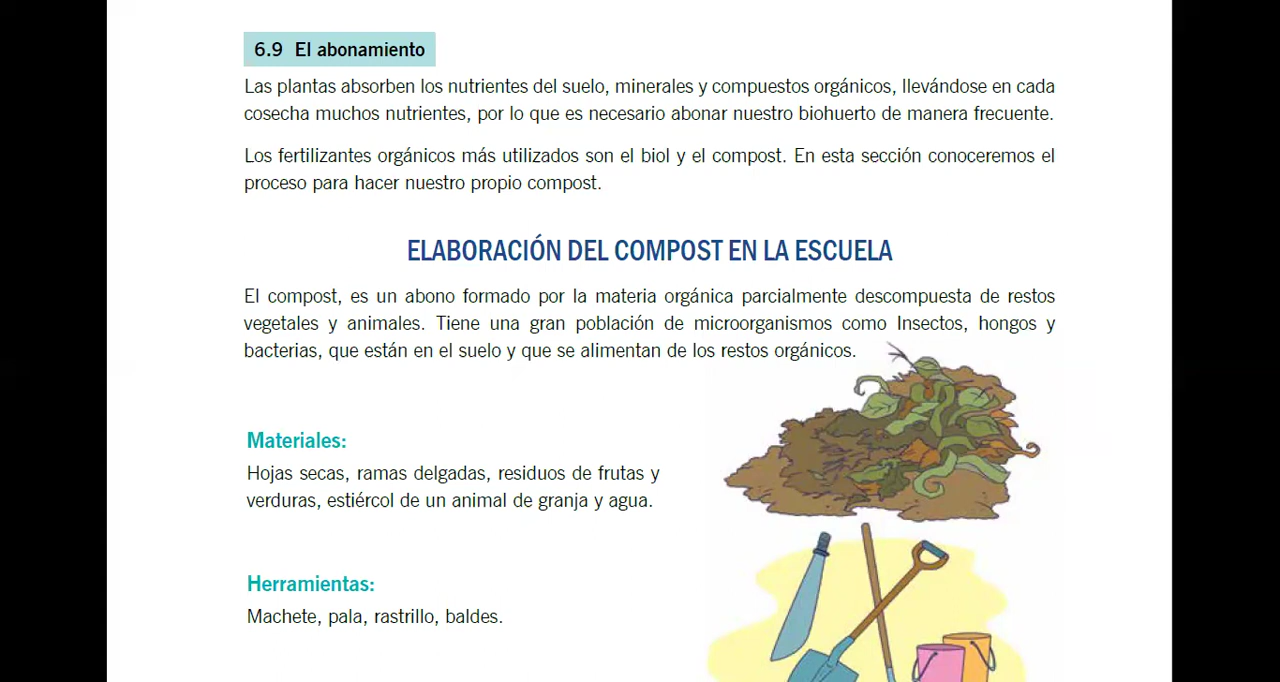 6.9 El abonamiento
Las plantas absorben los nutrientes del suelo, minerales y compuestos orgánicos, llevándose en cada
cosecha muchos nutrientes, por lo que es necesario abonar nuestro biohuerto de manera frecuente.
Los fertilizantes orgánicos más utilizados son el biol y el compost. En esta sección conoceremos el
proceso para hacer nuestro propio compost.
ELABORACIÓN DEL COMPOST EN LA ESCUELA
El compost, es un abono formado por la materia orgánica parcialmente descompuesta de restos
vegetales y animales. Tiene una gran población de microorganismos como Insectos, hongos y
bacterias, que están en el suelo y que se alimentan de los restos orgánicos.
Materiales:
Hojas secas, ramas delgadas, residuos de frutas y
verduras, estiércol de un animal de granja y agua.
Herramientas:
Machete, pala, rastrillo, baldes.